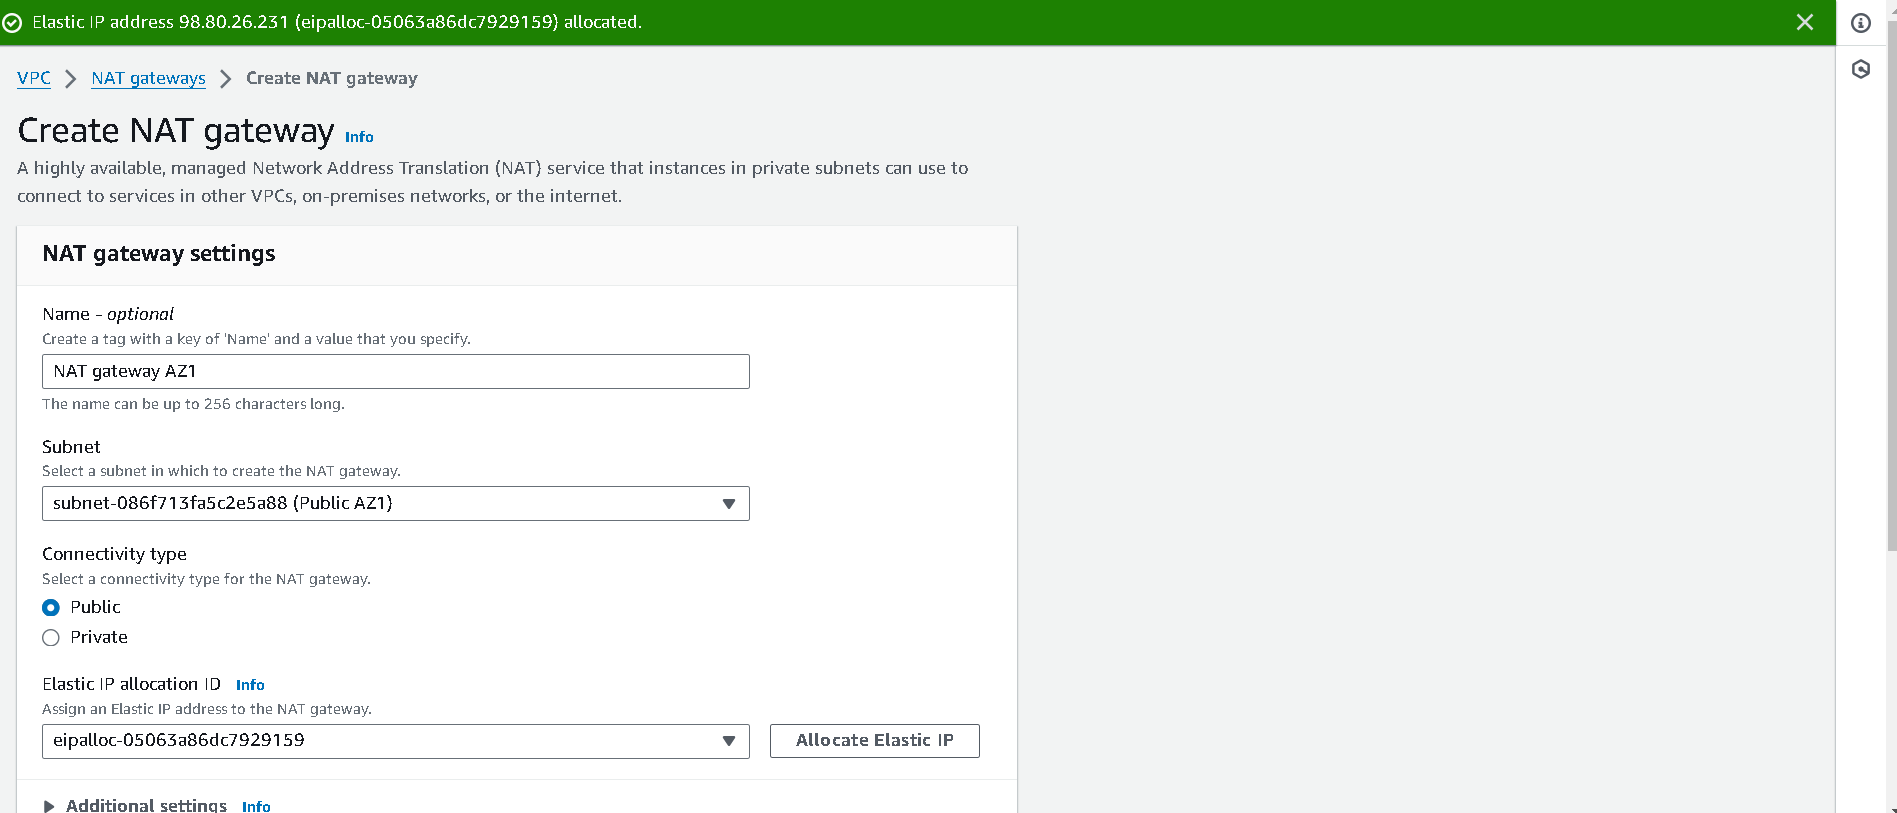 Elastic IP address 98.80.26.231 (eipalloc-05063a86dc7929159) allocated.
VPC > NAT gateways > Create NAT gateway
Create NAT gateway Info
A highly available, managed Network Address Translation (NAT) service that instances in private subnets can use to
connect to services in other VPCs, on-premises networks, or the internet.
NAT gateway settings
Name - optional
Create a tag with a key of 'Name' and a value that you specify.
NAT gateway AZ1
The name can be up to 256 characters long.
Subnet
Select a subnet in which to create the NAT gateway.
subnet-086f713fa5c2e5a88 (Public AZ1)
Connectivity type
Select a connectivity type for the NAT gateway.
Public
Private
Elastic IP allocation ID Info
Assign an Elastic IP address to the NAT gateway.
eipalloc-05063a86dc7929159
Allocate Elastic IP
Additional settings Info